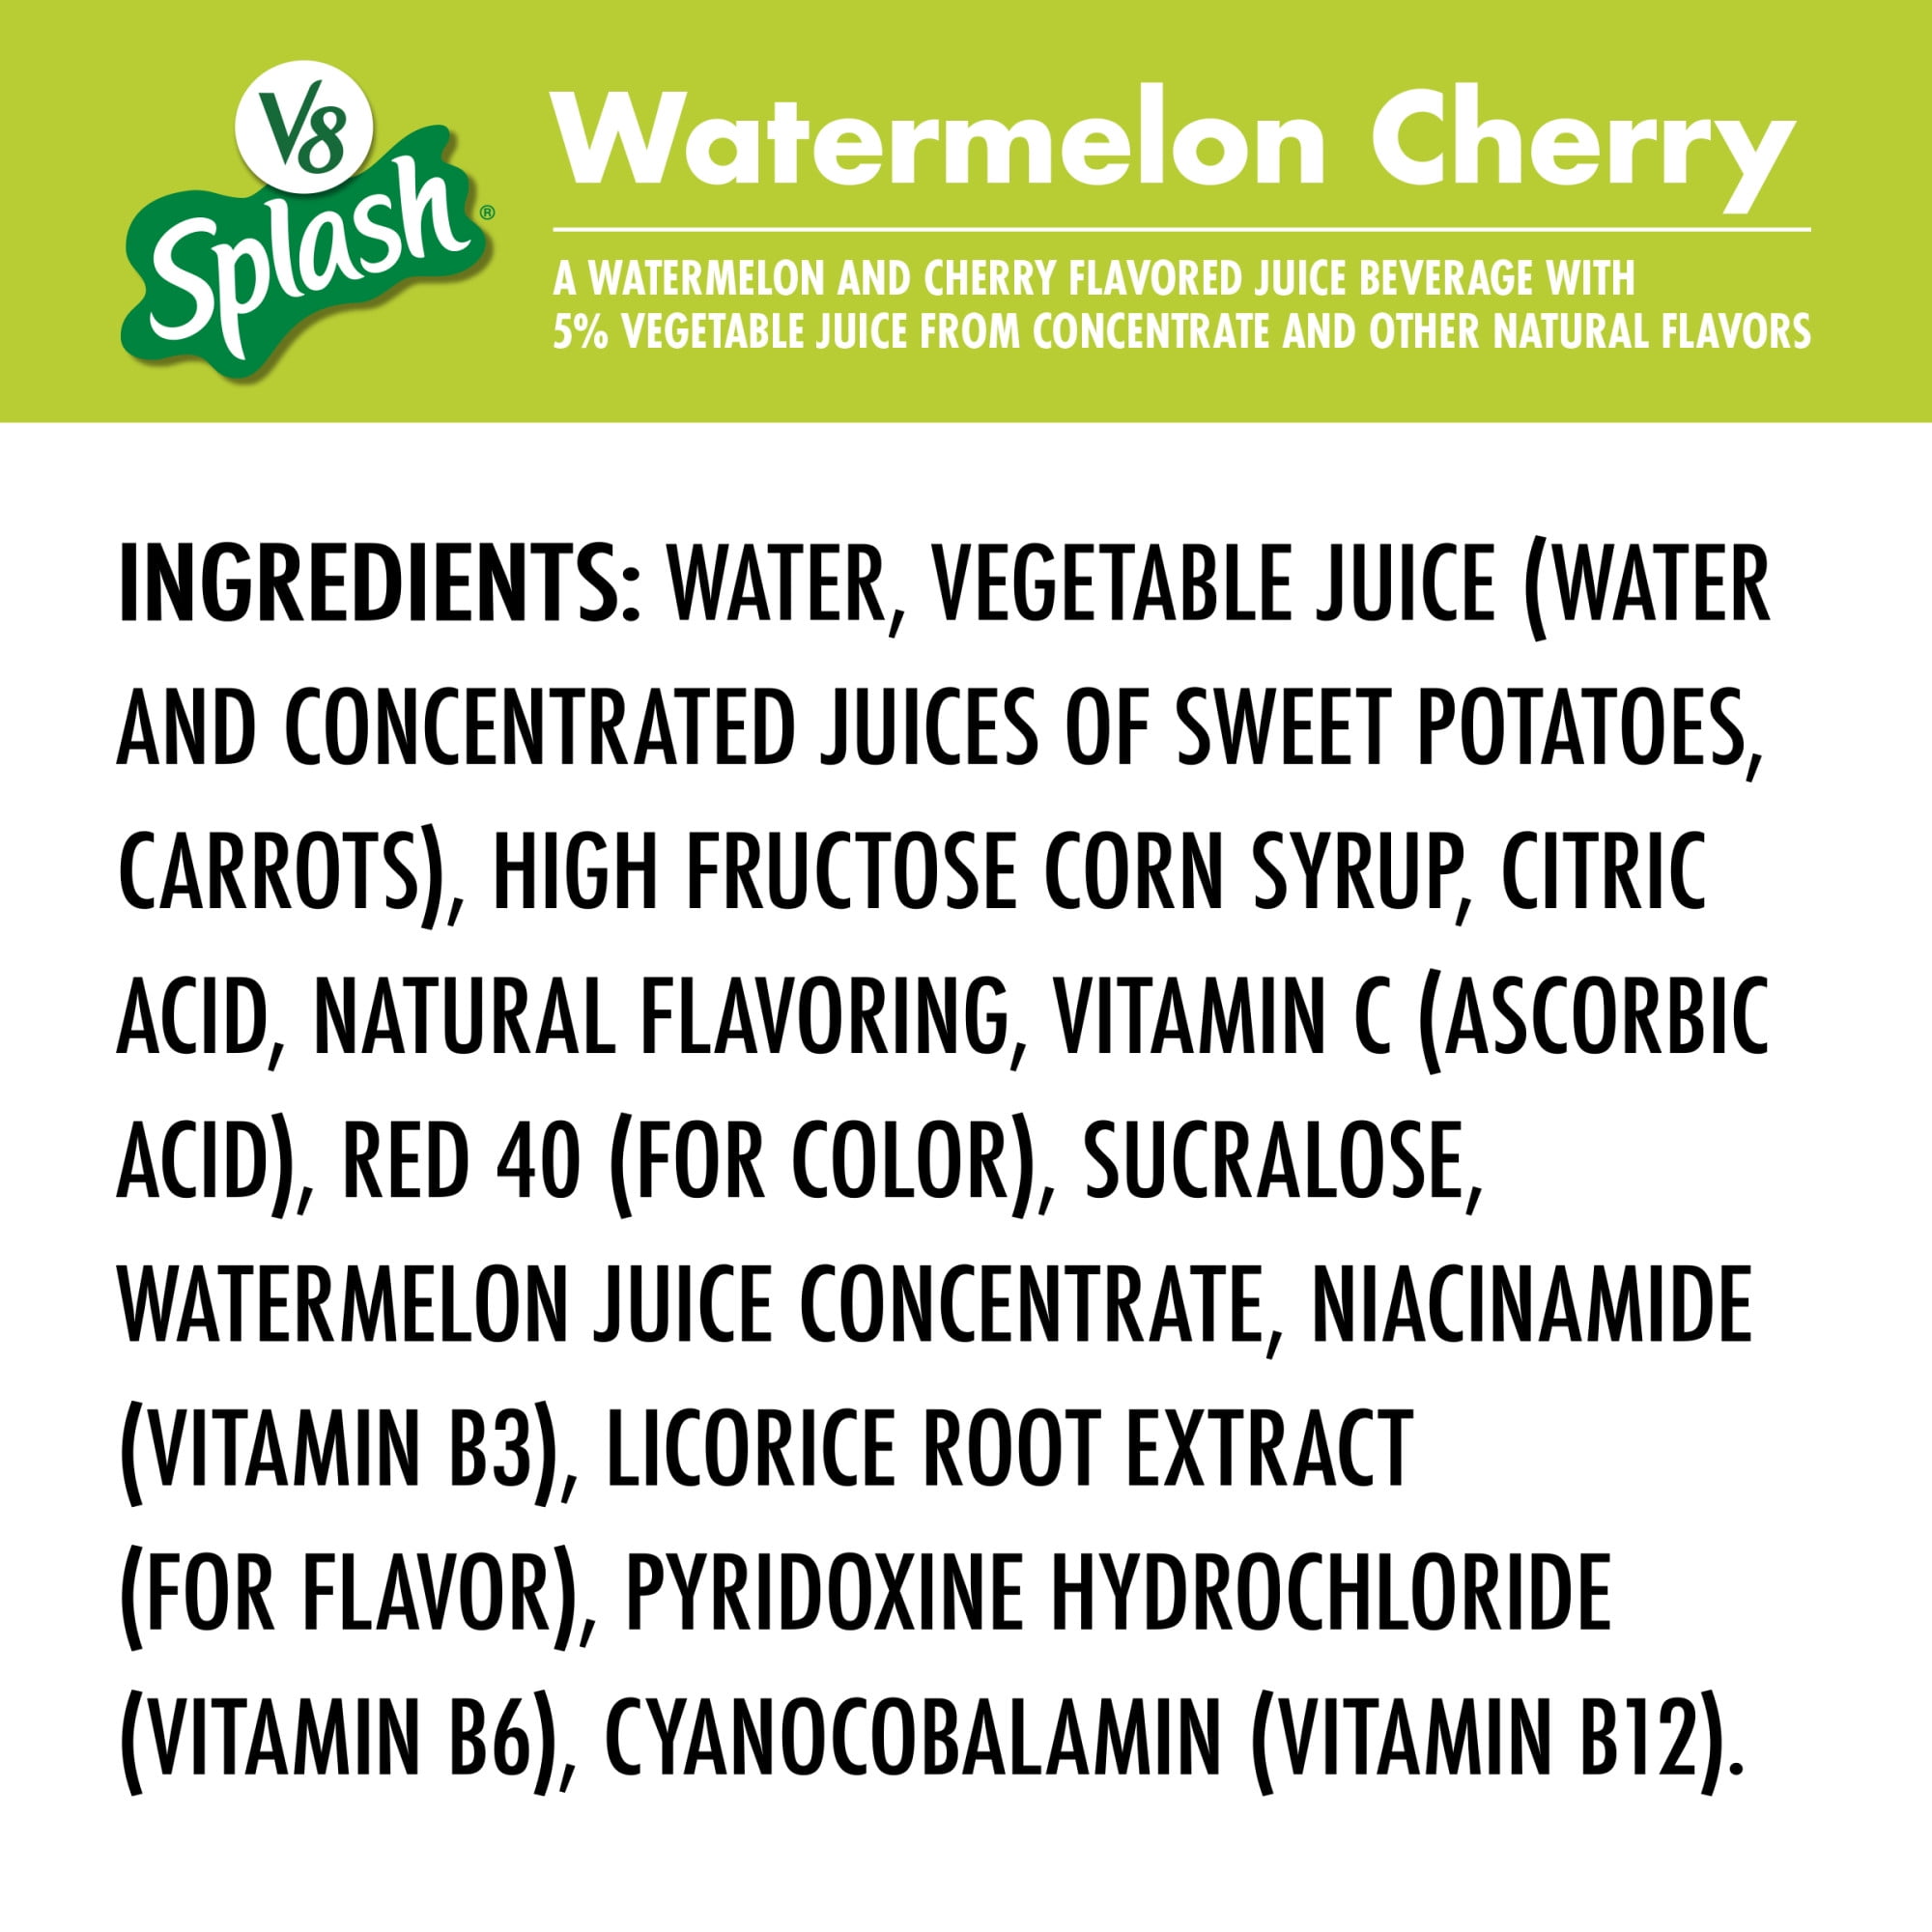 V8
Splash®
Watermelon Cherry
A WATERMELON AND CHERRY FLAVORED JUICE BEVERAGE WITH
5% VEGETABLE JUICE FROM CONCENTRATE AND OTHER NATURAL FLAVORS
INGREDIENTS: WATER, VEGETABLE JUICE (WATER
AND CONCENTRATED JUICES OF SWEET POTATOES,
CARROTS), HIGH FRUCTOSE CORN SYRUP, CITRIC
ACID, NATURAL FLAVORING, VITAMIN C (ASCORBIC
ACID), RED 40 (FOR COLOR), SUCRALOSE,
WATERMELON JUICE CONCENTRATE, NIACINAMIDE
(VITAMIN B3), LICORICE ROOT EXTRACT
(FOR FLAVOR), PYRIDOXINE HYDROCHLORIDE
(VITAMIN B6), CYANOCOBALAMIN (VITAMIN B12).